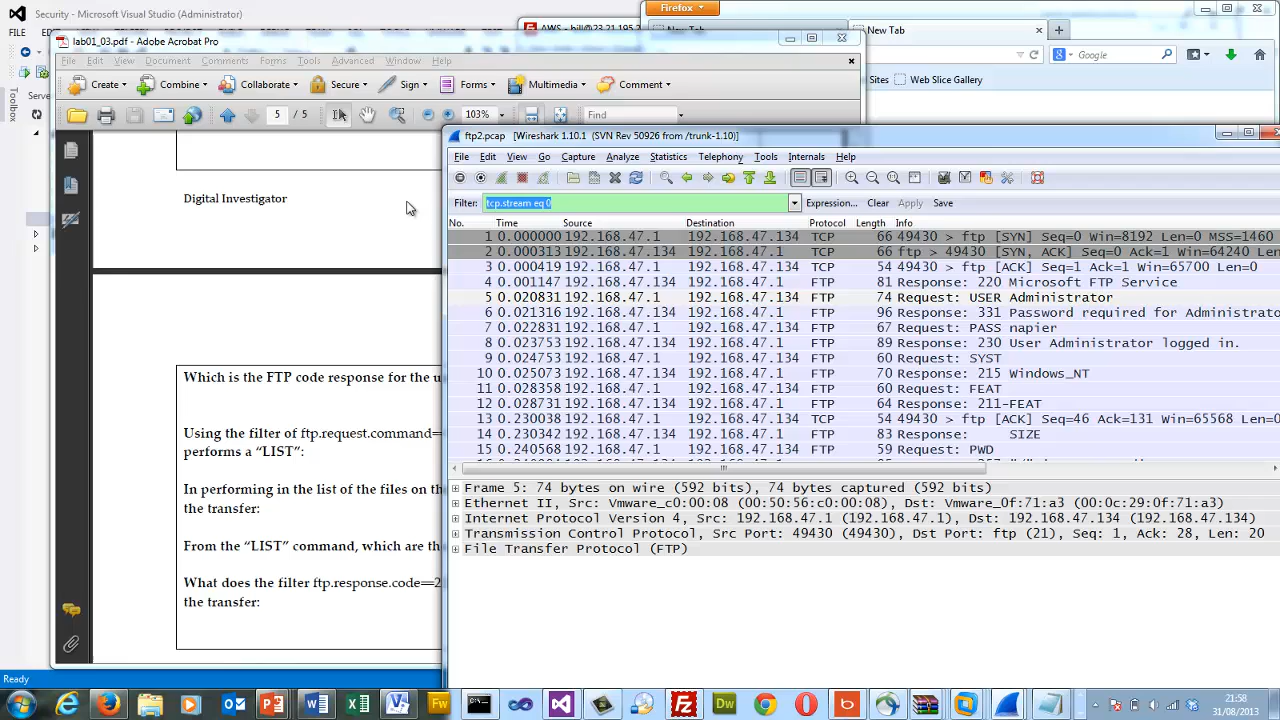 Security - Microsoft Visual Studio (Administrator)
FILE
Serve
Toolbox
Ready
AWS - bill@23.21.195.2
Firefox
New Tab
New Tab
Google
Sites
Web Slice Gallery
lab01_03.pdf - Adobe Acrobat Pro
File Edit View Document Comments Forms Tools Advanced Window Help
Create Combine Collaborate Secure Sign Forms Multimedia Comment
5 / 5 103% Find
Digital Investigator
Which is the FTP code response for the u
Using the filter of ftp.request.command=
performs a “LIST”:
In performing in the list of the files on th
the transfer:
From the “LIST” command, which are th
What does the filter ftp.response.code==2
the transfer:
ftp2.pcap [Wireshark 1.10.1 (SVN Rev 50926 from /trunk-1.10)]
File Edit View Go Capture Analyze Statistics Telephony Tools Internals Help
Filter: tcp.stream eq 0 Expression... Clear Apply Save
No. Time Source Destination Protocol Length Info
1 0.000000 192.168.47.1 192.168.47.134 TCP 66 49430 > ftp [SYN] Seq=0 Win=8192 Len=0 MSS=1460
2 0.000313 192.168.47.134 192.168.47.1 TCP 66 ftp > 49430 [SYN, ACK] Seq=0 Ack=1 Win=64240 Len
3 0.000419 192.168.47.1 192.168.47.134 TCP 54 49430 > ftp [ACK] Seq=1 Ack=1 Win=65700 Len=0
4 0.001147 192.168.47.134 192.168.47.1 FTP 81 Response: 220 Microsoft FTP Service
5 0.020831 192.168.47.1 192.168.47.134 FTP 74 Request: USER Administrator
6 0.021316 192.168.47.134 192.168.47.1 FTP 96 Response: 331 Password required for Administrato
7 0.022831 192.168.47.1 192.168.47.134 FTP 67 Request: PASS napier
8 0.023753 192.168.47.134 192.168.47.1 FTP 89 Response: 230 User Administrator logged in.
9 0.024753 192.168.47.1 192.168.47.134 FTP 60 Request: SYST
10 0.025073 192.168.47.134 192.168.47.1 FTP 70 Response: 215 Windows_NT
11 0.028358 192.168.47.1 192.168.47.134 FTP 60 Request: FEAT
12 0.028731 192.168.47.134 192.168.47.1 FTP 64 Response: 211-FEAT
13 0.230038 192.168.47.1 192.168.47.134 TCP 54 49430 > ftp [ACK] Seq=46 Ack=131 Win=65568 Len=0
14 0.230342 192.168.47.134 192.168.47.1 FTP 83 Response: SIZE
15 0.240568 192.168.47.1 192.168.47.134 FTP 59 Request: PWD
Frame 5: 74 bytes on wire (592 bits), 74 bytes captured (592 bits)
Ethernet II, Src: Vmware_c0:00:08 (00:50:56:c0:00:08), Dst: Vmware_0f:71:a3 (00:0c:29:0f:71:a3)
Internet Protocol Version 4, Src: 192.168.47.1 (192.168.47.1), Dst: 192.168.47.134 (192.168.47.134)
Transmission Control Protocol, Src Port: 49430 (49430), Dst Port: ftp (21), Seq: 1, Ack: 28, Len: 20
File Transfer Protocol (FTP)
Fw
Dw
21:58
31/08/2013